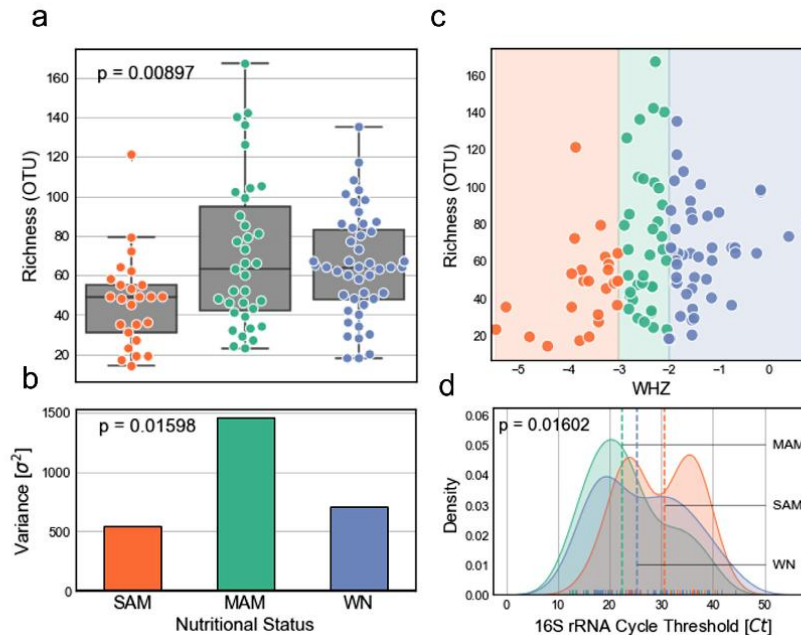 a
p = 0.00897
Richness (OTU)
160
140
120
100
80
60
40
20
b
p = 0.01598
Variance [σ²]
1500
1000
500
0
SAM
MAM
WN
Nutritional Status
c
Richness (OTU)
160
140
120
100
80
60
40
20
−5
−4
−3
−2
−1
0
WHZ
d
p = 0.01602
Density
0.06
0.05
0.04
0.03
0.02
0.01
0.00
MAM
SAM
WN
0
10
20
30
40
50
16S rRNA Cycle Threshold [Ct]